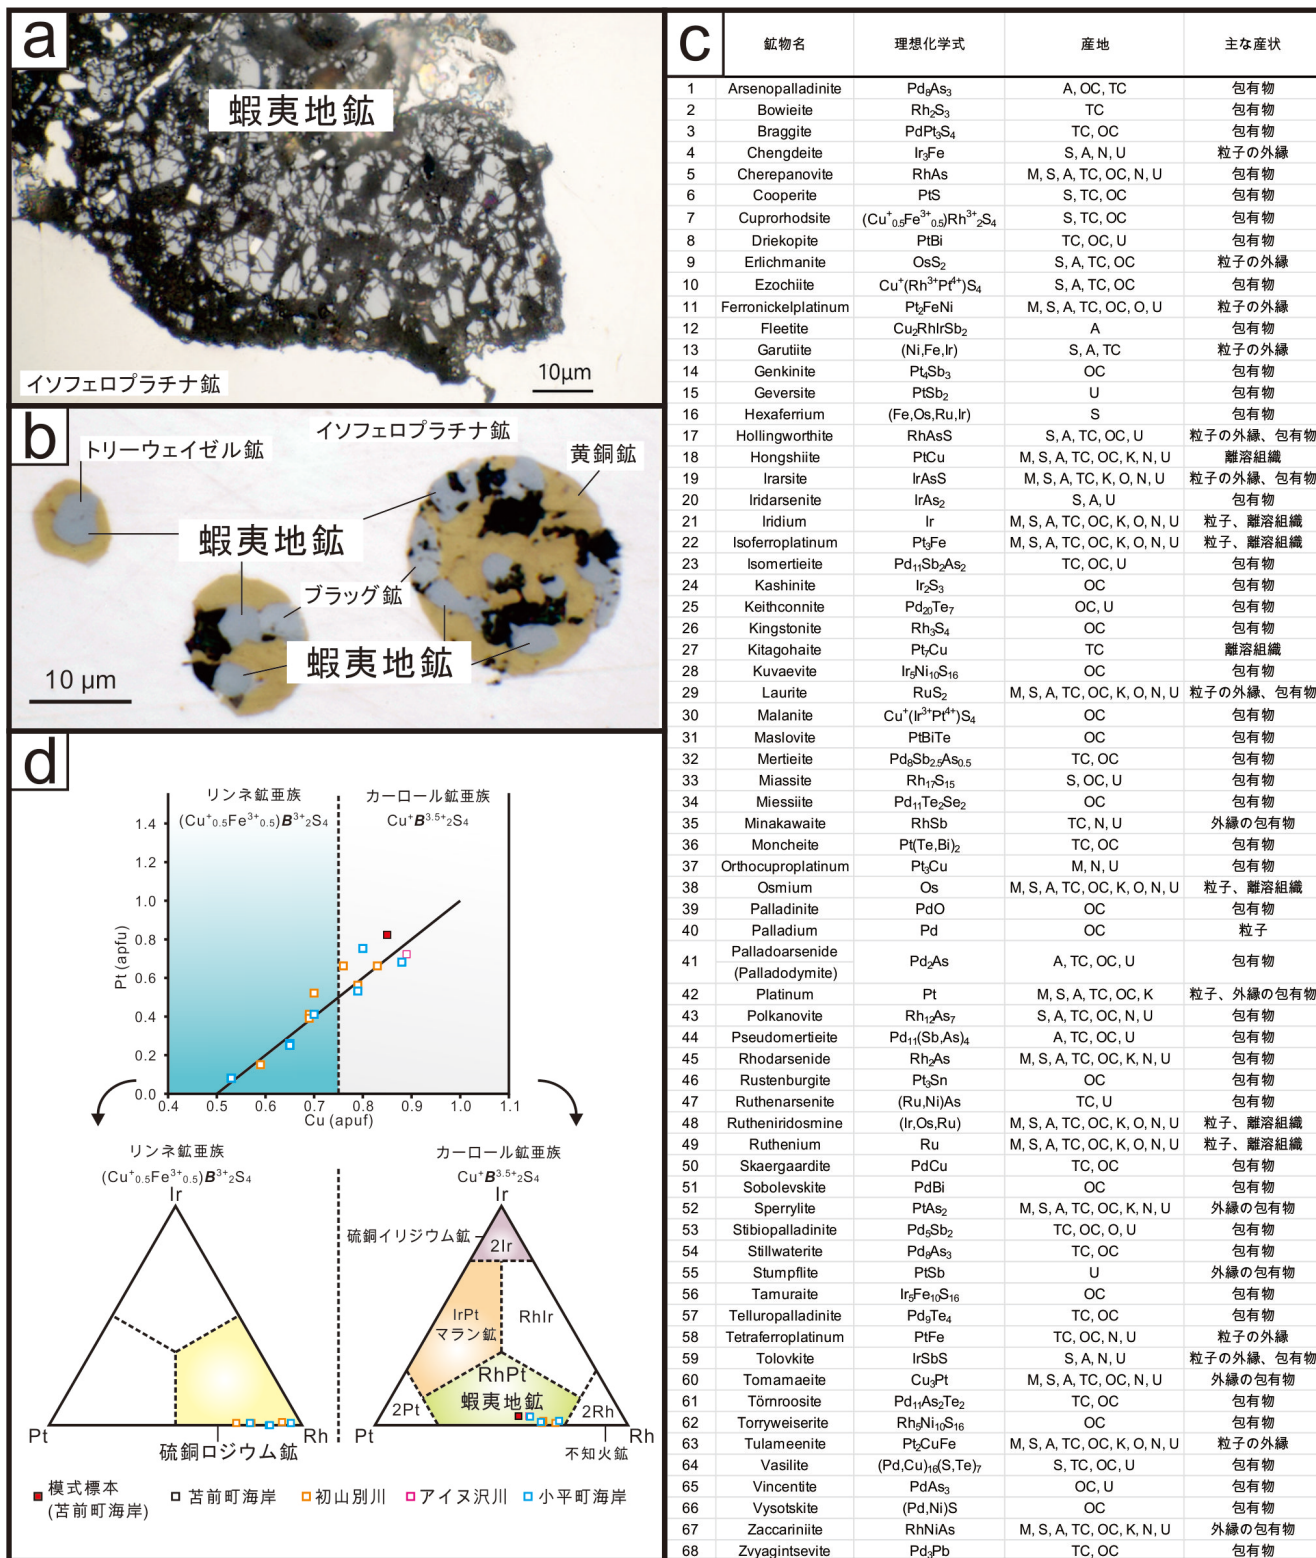 a
蝦夷地鉱
イソフェロプラチナ鉱
10μm
b
トリーウェイゼル鉱
イソフェロプラチナ鉱
黄銅鉱
蝦夷地鉱
ブラッグ鉱
蝦夷地鉱
10 μm
c
鉱物名 理想化学式 産地 主な産状
1 Arsenopalladinite Pd₈As₃ A, OC, TC 包有物
2 Bowieite Rh₂S₃ TC 包有物
3 Braggite PdPt₃S₄ TC, OC 包有物
4 Chengdeite Ir₃Fe S, A, N, U 粒子の外縁
5 Cherepanovite RhAs M, S, A, TC, OC, N, U 包有物
6 Cooperite PtS S, TC, OC 包有物
7 Cuprorhodsite (Cu⁺₀.₅Fe³⁺₀.₅)Rh³⁺₂S₄ S, TC, OC 包有物
8 Driekopite PtBi TC, OC, U 包有物
9 Erlichmanite OsS₂ S, A, TC, OC 粒子の外縁
10 Ezochiite Cu⁺(Rh³⁺Pt⁴⁺)S₄ S, A, TC, OC 包有物
11 Ferronickelplatinum Pt₂FeNi M, S, A, TC, OC, O, U 粒子の外縁
12 Fleetite Cu₂RhIrSb₂ A 包有物
13 Garutiite (Ni,Fe,Ir) S, A, TC 粒子の外縁
14 Genkinite Pt₄Sb₃ OC 包有物
15 Geversite PtSb₂ U 包有物
16 Hexaferrium (Fe,Os,Ru,Ir) S 包有物
17 Hollingworthite RhAsS S, A, TC, OC, U 粒子の外縁、包有物
18 Hongshiite PtCu M, S, A, TC, OC, K, N, U 離溶組織
19 Irarsite IrAsS M, S, A, TC, K, O, N, U 粒子の外縁、包有物
20 Iridarsenite IrAs₂ S, A, U 包有物
21 Iridium Ir M, S, A, TC, OC, K, O, N, U 粒子、離溶組織
22 Isoferroplatinum Pt₃Fe M, S, A, TC, OC, K, O, N, U 粒子、離溶組織
23 Isomertieite Pd₁₁Sb₂As₂ TC, OC, U 包有物
24 Kashinite Ir₂S₃ OC 包有物
25 Keithconnite Pd₂₀Te₇ OC, U 包有物
26 Kingstonite Rh₃S₄ OC 包有物
27 Kitagohaite Pt₇Cu TC 離溶組織
28 Kuvaevite Ir₅Ni₁₀S₁₆ OC 包有物
29 Laurite RuS₂ M, S, A, TC, OC, K, O, N, U 粒子の外縁、包有物
30 Malanite Cu⁺(Ir³⁺Pt⁴⁺)S₄ OC 包有物
31 Maslovite PtBiTe OC 包有物
32 Mertieite Pd₈Sb₂.₅As₀.₅ TC, OC 包有物
33 Miassite Rh₁₇S₁₅ S, OC, U 包有物
34 Miessiite Pd₁₁Te₂Se₂ OC 包有物
35 Minakawaite RhSb TC, N, U 外縁の包有物
36 Moncheite Pt(Te,Bi)₂ TC, OC 包有物
37 Orthocuproplatinum Pt₃Cu M, N, U 包有物
38 Osmium Os M, S, A, TC, OC, K, O, N, U 粒子、離溶組織
39 Palladinite PdO OC 包有物
40 Palladium Pd OC 粒子
41 Palladoarsenide (Palladodymite) Pd₂As A, TC, OC, U 包有物
42 Platinum Pt M, S, A, TC, OC, K 粒子、外縁の包有物
43 Polkanovite Rh₁₂As₇ S, A, TC, OC, N, U 包有物
44 Pseudomertieite Pd₁₁(Sb,As)₄ A, TC, OC, U 包有物
45 Rhodarsenide Rh₂As M, S, A, TC, OC, K, N, U 包有物
46 Rustenburgite Pt₃Sn OC 包有物
47 Ruthenarsenite (Ru,Ni)As TC, U 包有物
48 Rutheniridosmine (Ir,Os,Ru) M, S, A, TC, OC, K, O, N, U 粒子、離溶組織
49 Ruthenium Ru M, S, A, TC, OC, K, O, N, U 粒子、離溶組織
50 Skaergaardite PdCu TC, OC 包有物
51 Sobolevskite PdBi OC 包有物
52 Sperrylite PtAs₂ M, S, A, TC, OC, K, N, U 外縁の包有物
53 Stibiopalladinite Pd₅Sb₂ TC, OC, O, U 包有物
54 Stillwaterite Pd₈As₃ TC, OC 包有物
55 Stumpflite PtSb U 外縁の包有物
56 Tamuraite Ir₅Fe₁₀S₁₆ OC 包有物
57 Telluropalladinite Pd₉Te₄ TC, OC 包有物
58 Tetraferroplatinum PtFe TC, OC, N, U 粒子の外縁
59 Tolovkite IrSbS S, A, N, U 粒子の外縁、包有物
60 Tomamaeite Cu₃Pt M, S, A, TC, OC, N, U 外縁の包有物
61 Törnroosite Pd₁₁As₂Te₂ TC, OC 包有物
62 Torryweiserite Rh₅Ni₁₀S₁₆ OC 包有物
63 Tulameenite Pt₂CuFe M, S, A, TC, OC, K, O, N, U 粒子の外縁
64 Vasilite (Pd,Cu)₁₆(S,Te)₇ S, TC, OC, U 包有物
65 Vincentite PdAs₃ OC, U 包有物
66 Vysotskite (Pd,Ni)S OC 包有物
67 Zaccariniite RhNiAs M, S, A, TC, OC, K, N, U 外縁の包有物
68 Zvyagintsevite Pd₃Pb TC, OC 包有物
d
リンネ鉱亜族 カーロール鉱亜族
(Cu⁺₀.₅Fe³⁺₀.₅)B³⁺₂S₄ Cu⁺B³·⁵⁺₂S₄
Pt (apfu)
1.4
1.2
1.0
0.8
0.6
0.4
0.2
0.0
0.4 0.5 0.6 0.7 0.8 0.9 1.0 1.1
Cu (apuf)
リンネ鉱亜族
(Cu⁺₀.₅Fe³⁺₀.₅)B³⁺₂S₄
Ir
Pt
Rh
硫銅ロジウム鉱
カーロール鉱亜族
Cu⁺B³·⁵⁺₂S₄
Ir
硫銅イリジウム鉱
2Ir
IrPt
マラン鉱
RhIr
RhPt
蝦夷地鉱
2Pt
2Rh
Pt
Rh
不知火鉱
模式標本
(苫前町海岸)
苫前町海岸
初山別川
アイヌ沢川
小平町海岸